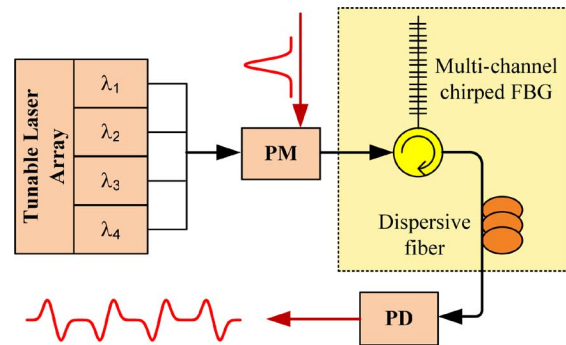 Tunable Laser
Array
λ1
λ2
λ3
λ4
PM
Multi-channel
chirped FBG
Dispersive
fiber
PD